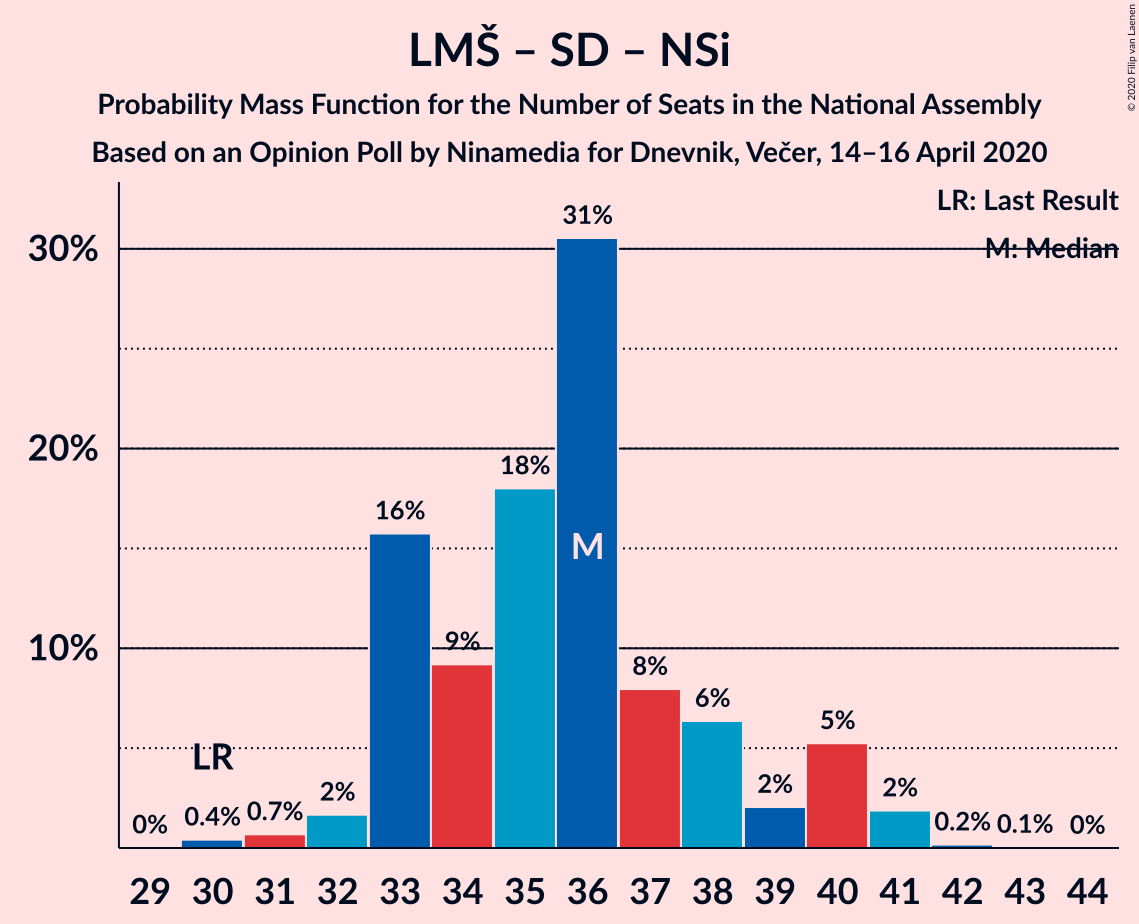 LMŠ – SD – NSi
Probability Mass Function for the Number of Seats in the National Assembly
Based on an Opinion Poll by Ninamedia for Dnevnik, Večer, 14–16 April 2020
© 2020 Filip van Laenen
LR: Last Result
M: Median
30%
20%
10%
0%
0.4%
0.7%
2%
16%
9%
18%
31%
8%
6%
2%
5%
2%
0.2%
0.1%
0%
LR
M
29 30 31 32 33 34 35 36 37 38 39 40 41 42 43 44